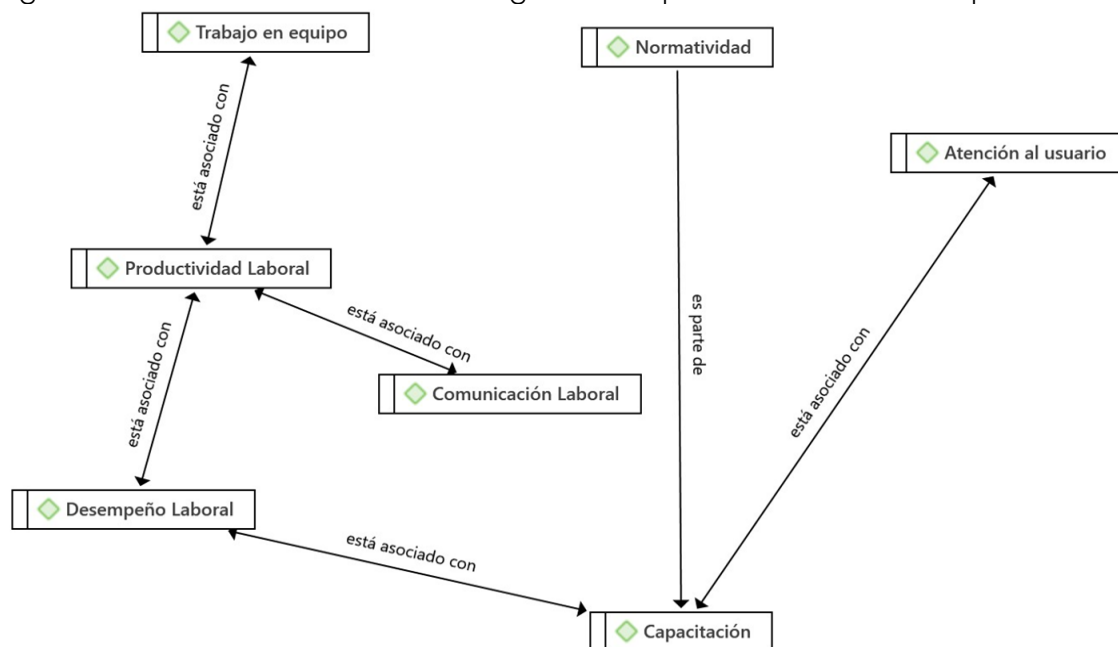 Trabajo en equipo
Normatividad
Atención al usuario
está asociado con
Productividad Laboral
está asociado con
es parte de
está asociado con
está asociado con
Comunicación Laboral
Desempeño Laboral
está asociado con
Capacitación